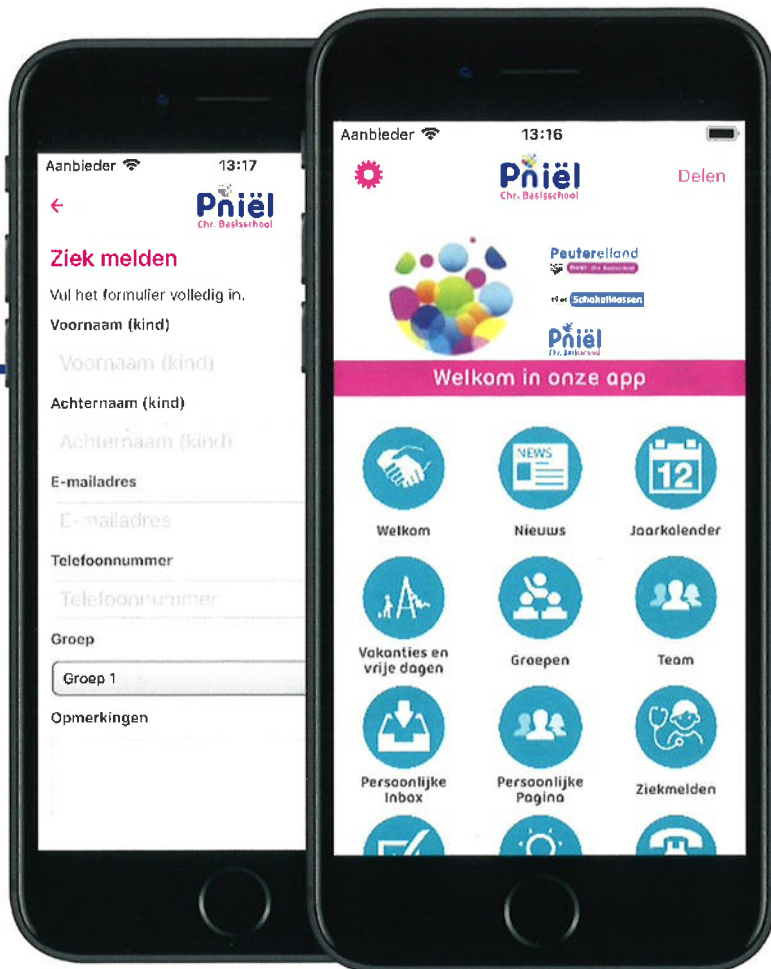 Aanbieder 13:17
Pniël
Chr. Basisschool
Ziek melden
Vul het formulier volledig in.
Voornaam (kind)
Voornaam (kind)
Achternaam (kind)
Achternaam (kind)
E-mailadres
E-mailadres
Telefoonnummer
Telefoonnummer
Groep
Groep 1
Opmerkingen
Aanbieder 13:16
Pniël
Chr. Basisschool
Delen
Peutereiland
Schakelklassen
Pniël
Chr. Basisschool
Welkom in onze app
NEWS
12
Welkom Nieuws Jaarkalender
Vakanties en
vrije dagen
Groepen Team
Persoonlijke
Inbox
Persoonlijke
Pagina
Ziekmelden